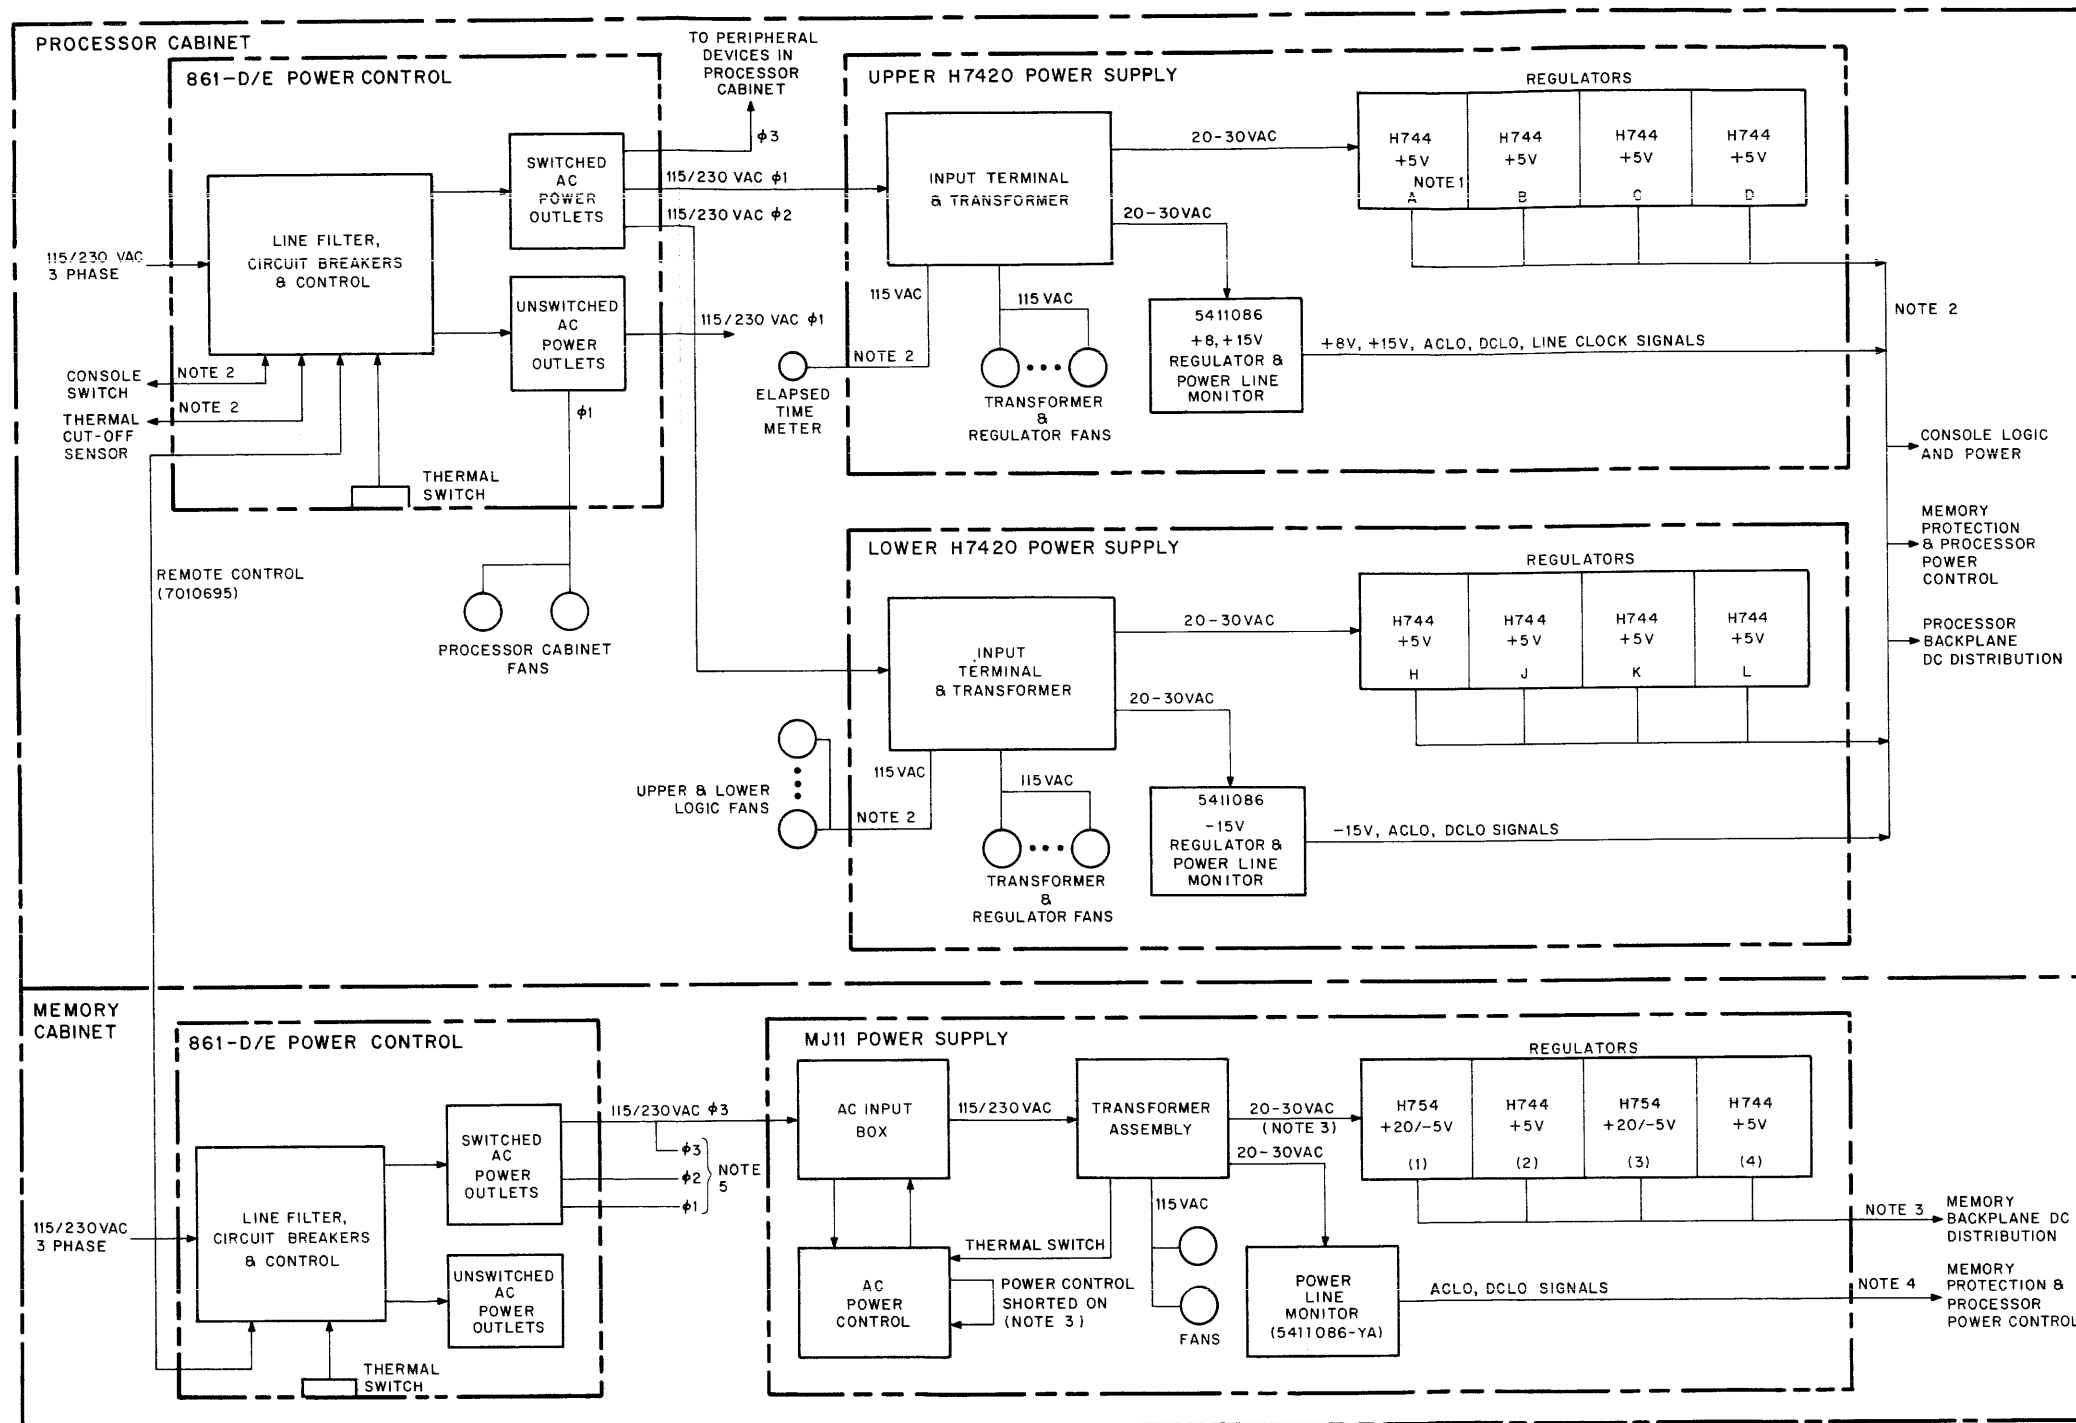 PROCESSOR CABINET
861-D/E POWER CONTROL
TO PERIPHERAL
DEVICES IN
PROCESSOR
CABINET
ϕ3
SWITCHED
AC
POWER
OUTLETS
115/230 VAC ϕ1
115/230 VAC ϕ2
LINE FILTER,
CIRCUIT BREAKERS
& CONTROL
115/230 VAC
3 PHASE
UNSWITCHED
AC
POWER
OUTLETS
115/230 VAC ϕ1
ϕ1
CONSOLE
SWITCH
NOTE 2
THERMAL
CUT-OFF
SENSOR
NOTE 2
THERMAL
SWITCH
REMOTE CONTROL
(7010695)
PROCESSOR CABINET
FANS
UPPER H7420 POWER SUPPLY
INPUT TERMINAL
& TRANSFORMER
20-30VAC
20-30VAC
REGULATORS
H744
+5V
NOTE 1
A
H744
+5V
B
H744
+5V
C
H744
+5V
D
115 VAC
115 VAC
NOTE 2
ELAPSED
TIME
METER
TRANSFORMER
&
REGULATOR FANS
5411086
+8, +15V
REGULATOR &
POWER LINE
MONITOR
+8V, +15V, ACLO, DCLO, LINE CLOCK SIGNALS
NOTE 2
CONSOLE LOGIC
AND POWER
MEMORY
PROTECTION
& PROCESSOR
POWER
CONTROL
PROCESSOR
BACKPLANE
DC DISTRIBUTION
LOWER H7420 POWER SUPPLY
INPUT
TERMINAL
& TRANSFORMER
20-30VAC
20-30VAC
REGULATORS
H744
+5V
H
H744
+5V
J
H744
+5V
K
H744
+5V
L
115 VAC
115 VAC
UPPER & LOWER
LOGIC FANS
NOTE 2
TRANSFORMER
&
REGULATOR FANS
5411086
-15V
REGULATOR &
POWER LINE
MONITOR
-15V, ACLO, DCLO SIGNALS
MEMORY
CABINET
861-D/E POWER CONTROL
SWITCHED
AC
POWER
OUTLETS
115/230VAC ϕ3
ϕ3
ϕ2
ϕ1
NOTE
5
LINE FILTER,
CIRCUIT BREAKERS
& CONTROL
115/230VAC
3 PHASE
UNSWITCHED
AC
POWER
OUTLETS
THERMAL
SWITCH
MJ11 POWER SUPPLY
AC INPUT
BOX
115/230VAC
TRANSFORMER
ASSEMBLY
20-30VAC
(NOTE 3)
20-30VAC
REGULATORS
H754
+20/-5V
(1)
H744
+5V
(2)
H754
+20/-5V
(3)
H744
+5V
(4)
THERMAL SWITCH
115VAC
AC
POWER
CONTROL
POWER CONTROL
SHORTED ON
(NOTE 3)
FANS
POWER
LINE
MONITOR
(5411086-YA)
ACLO, DCLO SIGNALS
NOTE 3
MEMORY
BACKPLANE DC
DISTRIBUTION
NOTE 4
MEMORY
PROTECTION &
PROCESSOR
POWER CONTROL